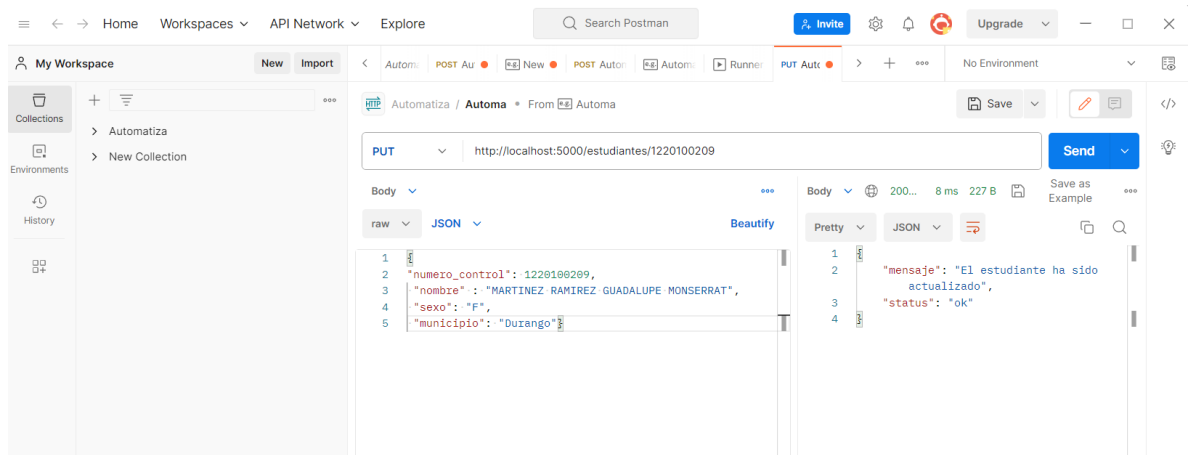 Home Workspaces API Network Explore Search Postman Invite Upgrade
My Workspace New Import Automa POST Au New POST Autor Automa Runner PUT Auto No Environment
Collections
Environments
History
Automatiza
New Collection
HTTP Automatiza / Automa From e.g. Automa Save
PUT http://localhost:5000/estudiantes/1220100209 Send
Body
raw JSON Beautify
1 {
2 "numero_control": 1220100209,
3 "nombre" : "MARTINEZ RAMIREZ GUADALUPE MONSERRAT",
4 "sexo": "F",
5 "municipio": "Durango"}
Body 200... 8 ms 227 B Save as Example
Pretty JSON
1 {
2 "mensaje": "El estudiante ha sido
actualizado",
3 "status": "ok"
4 }